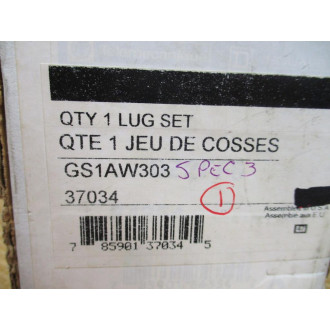 QTY 1 LUG SET
QTE 1 JEU DE COSSES
GS1AW303 SPEC 3
37034
1
7 85901 37034 5